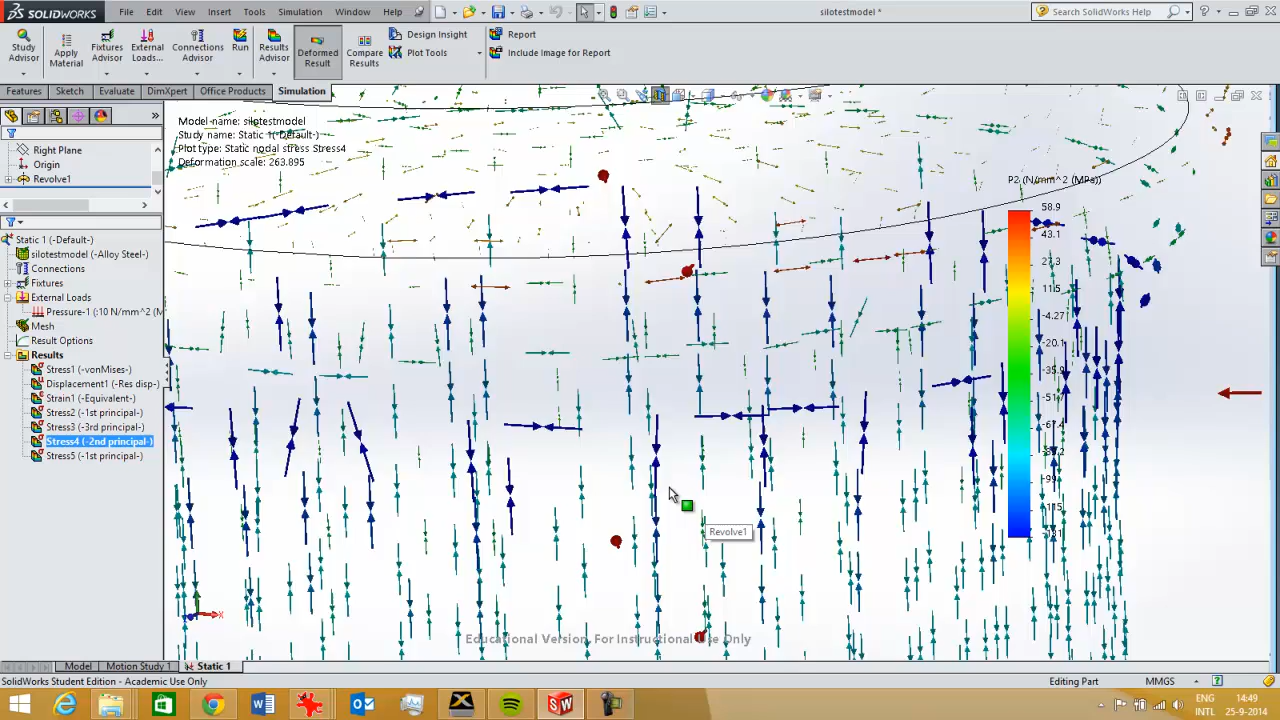 SOLIDWORKS
File Edit View Insert Tools Simulation Window Help
silotestmodel *
Search SolidWorks Help
Study Advisor
Apply Material
Fixtures Advisor
External Loads...
Connections Advisor
Run
Results Advisor
Deformed Result
Compare Results
Design Insight
Plot Tools
Report
Include Image for Report
Features Sketch Evaluate DimXpert Office Products Simulation
Right Plane
Origin
Revolve1
Static 1 (-Default-)
silotestmodel (-Alloy Steel-)
Connections
Fixtures
External Loads
Pressure-1 (:10 N/mm^2 (M
Mesh
Result Options
Results
Stress1 (-vonMises-)
Displacement1 (-Res disp-)
Strain1 (-Equivalent-)
Stress2 (-1st principal-)
Stress3 (-3rd principal-)
Stress4 (-2nd principal-)
Stress5 (-1st principal-)
Model name: silotestmodel
Study name: Static 1(-Default-)
Plot type: Static nodal stress Stress4
Deformation scale: 263.895
P2 (N/mm^2 (MPa))
58.9
43.1
27.3
11.5
-4.27
-20.1
-35.9
-67.4
-99
-115
-131
Revolve1
X
Educational Version. For Instructional Use Only
Model Motion Study 1 Static 1
SolidWorks Student Edition - Academic Use Only
Editing Part
MMGS
ENG
INTL
14:49
25-9-2014